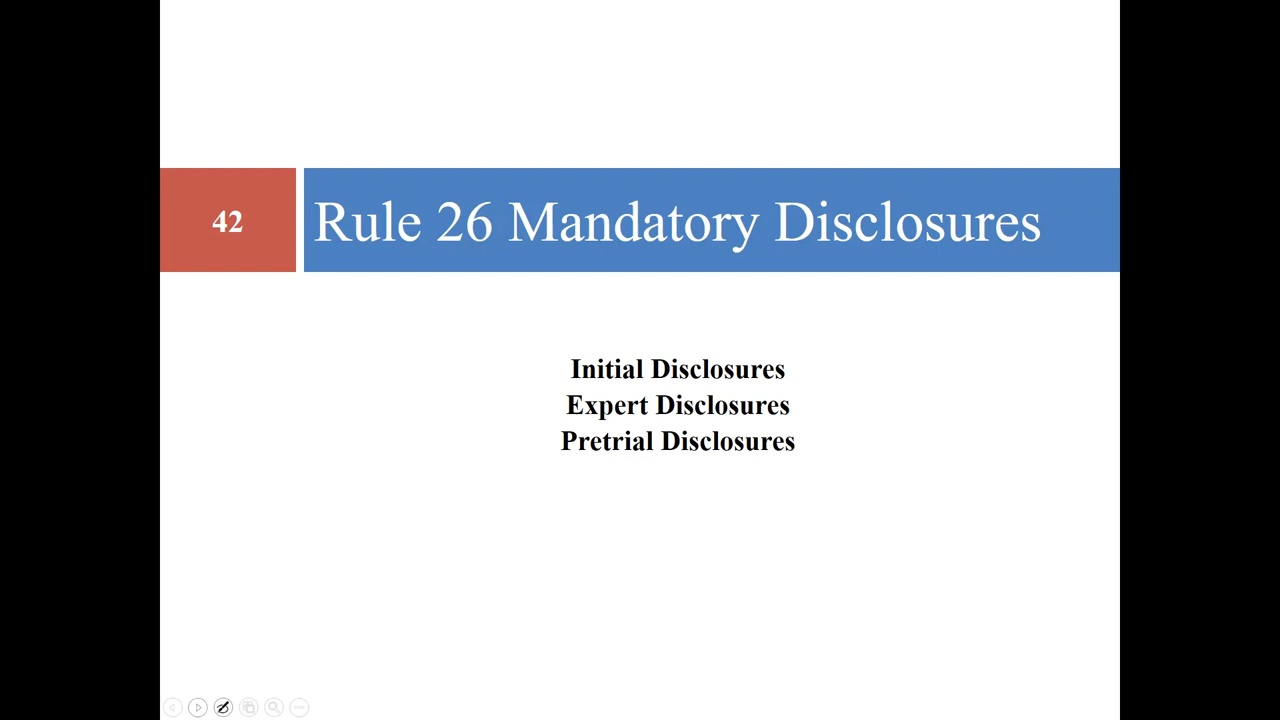 42
Rule 26 Mandatory Disclosures
Initial Disclosures
Expert Disclosures
Pretrial Disclosures